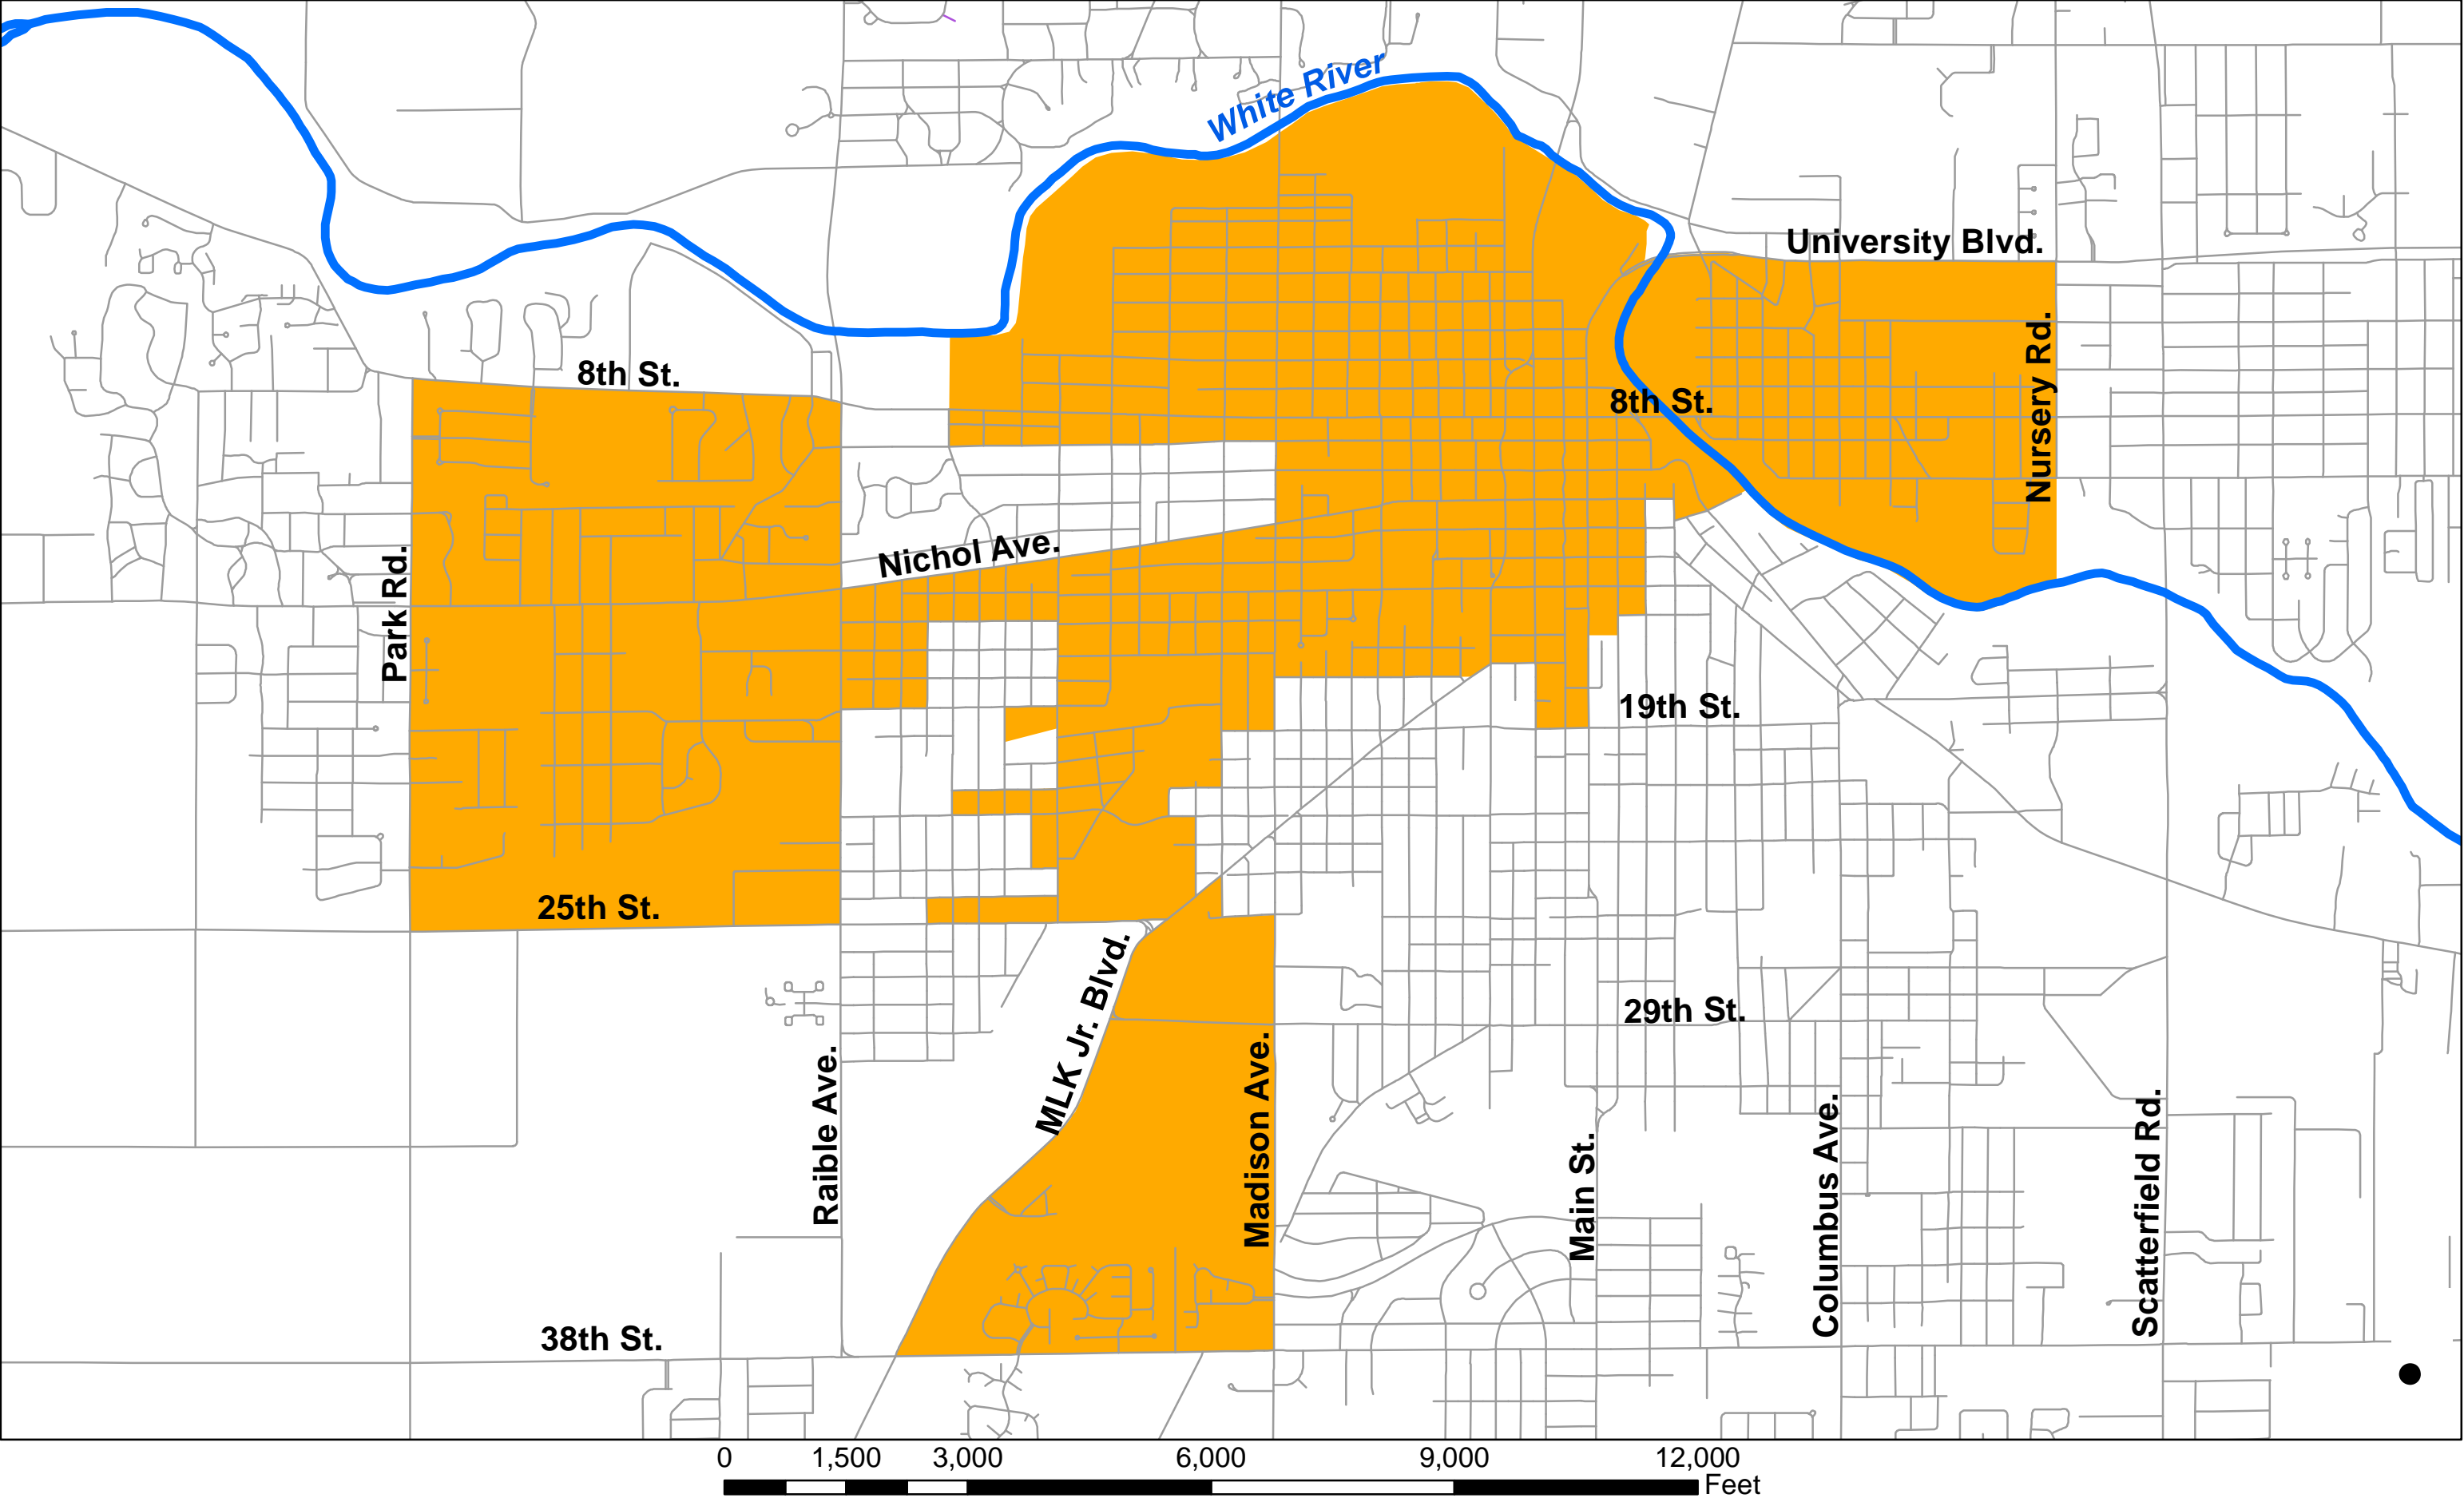 White River
University Blvd.
8th St.
8th St.
Nursery Rd.
Nichol Ave.
Park Rd.
19th St.
25th St.
MLK Jr. Blvd.
29th St.
Raible Ave.
Madison Ave.
Main St.
Columbus Ave.
Scatterfield Rd.
38th St.
0 1,500 3,000 6,000 9,000 12,000
Feet